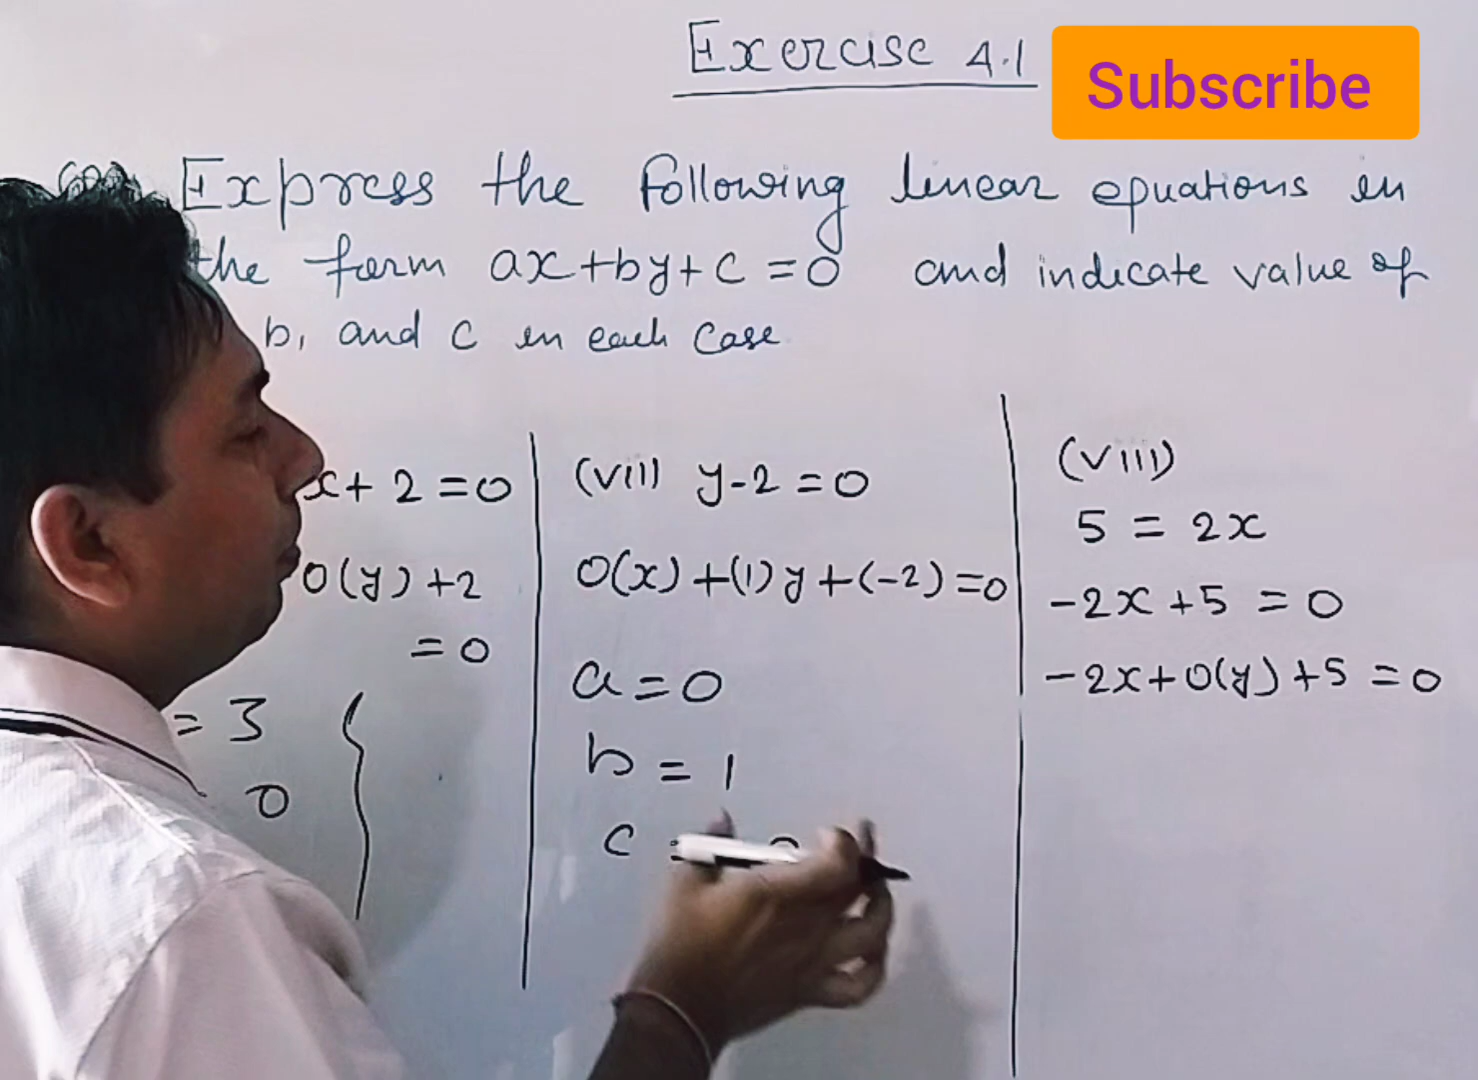 Exercise 4.1
Subscribe
Express the following linear equations in
the form ax+by+c=0 and indicate value of
b, and c in each case
x+2=0
0(y)+2
=0
=3
0
(viii) y-2=0
0(x)+(1)y+(-2)=0
a=0
b=1
c
(viii)
5=2x
-2x+5=0
-2x+0(y)+5=0